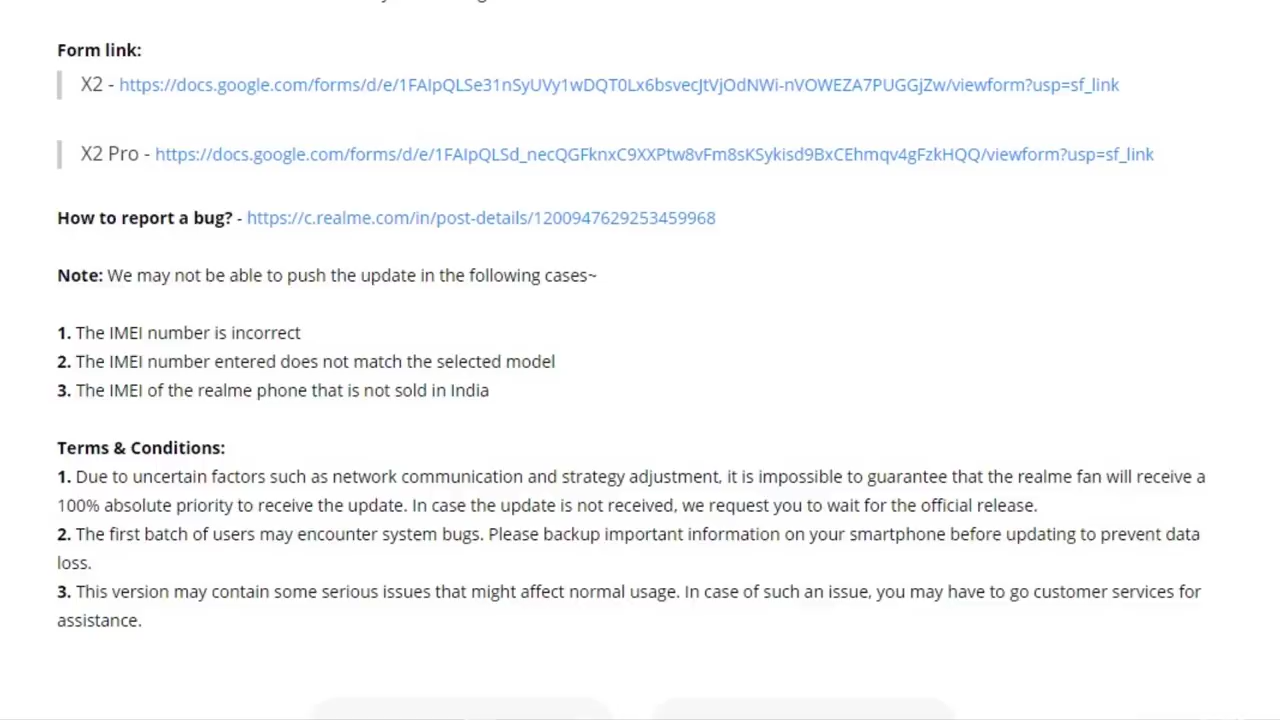 Form link:
X2 - https://docs.google.com/forms/d/e/1FAIpQLSe31nSyUVy1wDQT0Lx6bsvecJtVjOdNWi-nVOWEZA7PUGGjZw/viewform?usp=sf_link
X2 Pro - https://docs.google.com/forms/d/e/1FAIpQLSd_necQGFknxC9XXPtw8vFm8sKSykisd9BxCEhmqv4gFzkHQQ/viewform?usp=sf_link
How to report a bug? - https://c.realme.com/in/post-details/1200947629253459968
Note: We may not be able to push the update in the following cases~
1. The IMEI number is incorrect
2. The IMEI number entered does not match the selected model
3. The IMEI of the realme phone that is not sold in India
Terms & Conditions:
1. Due to uncertain factors such as network communication and strategy adjustment, it is impossible to guarantee that the realme fan will receive a
100% absolute priority to receive the update. In case the update is not received, we request you to wait for the official release.
2. The first batch of users may encounter system bugs. Please backup important information on your smartphone before updating to prevent data
loss.
3. This version may contain some serious issues that might affect normal usage. In case of such an issue, you may have to go customer services for
assistance.